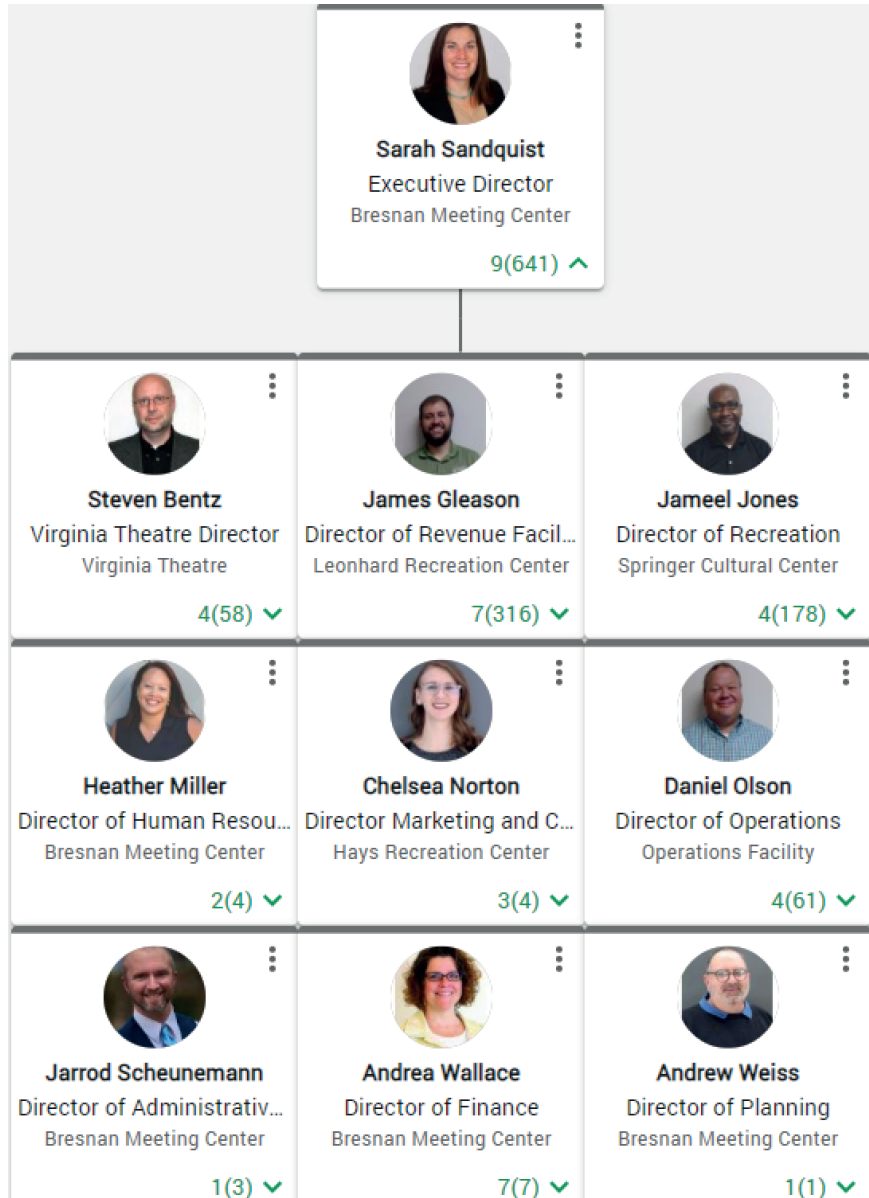 Sarah Sandquist
Executive Director
Bresnan Meeting Center
9(641)
Steven Bentz
Virginia Theatre Director
Virginia Theatre
4(58)
James Gleason
Director of Revenue Facil...
Leonhard Recreation Center
7(316)
Jameel Jones
Director of Recreation
Springer Cultural Center
4(178)
Heather Miller
Director of Human Resou...
Bresnan Meeting Center
2(4)
Chelsea Norton
Director Marketing and C...
Hays Recreation Center
3(4)
Daniel Olson
Director of Operations
Operations Facility
4(61)
Jarrod Scheunemann
Director of Administrativ...
Bresnan Meeting Center
1(3)
Andrea Wallace
Director of Finance
Bresnan Meeting Center
7(7)
Andrew Weiss
Director of Planning
Bresnan Meeting Center
1(1)